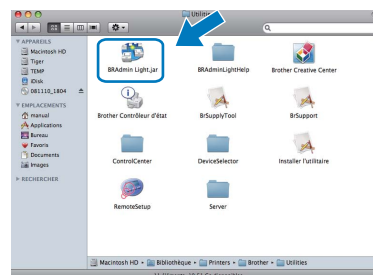 Utilities
APPAREILS
Macintosh HD
Tiger
TEMP
iDisk
081110_1804
EMPLACEMENTS
manual
Applications
Bureau
Favoris
Documents
Images
RECHERCHER
BRAdmin Light.jar
BRAdminLightHelp
Brother Creative Center
Brother Contrôleur d'état
BrSupplyTool
BrSupport
ControlCenter
DeviceSelector
Installer l'utilitaire
RemoteSetup
Server
Macintosh HD ▸ Bibliothèque ▸ Printers ▸ Brother ▸ Utilities